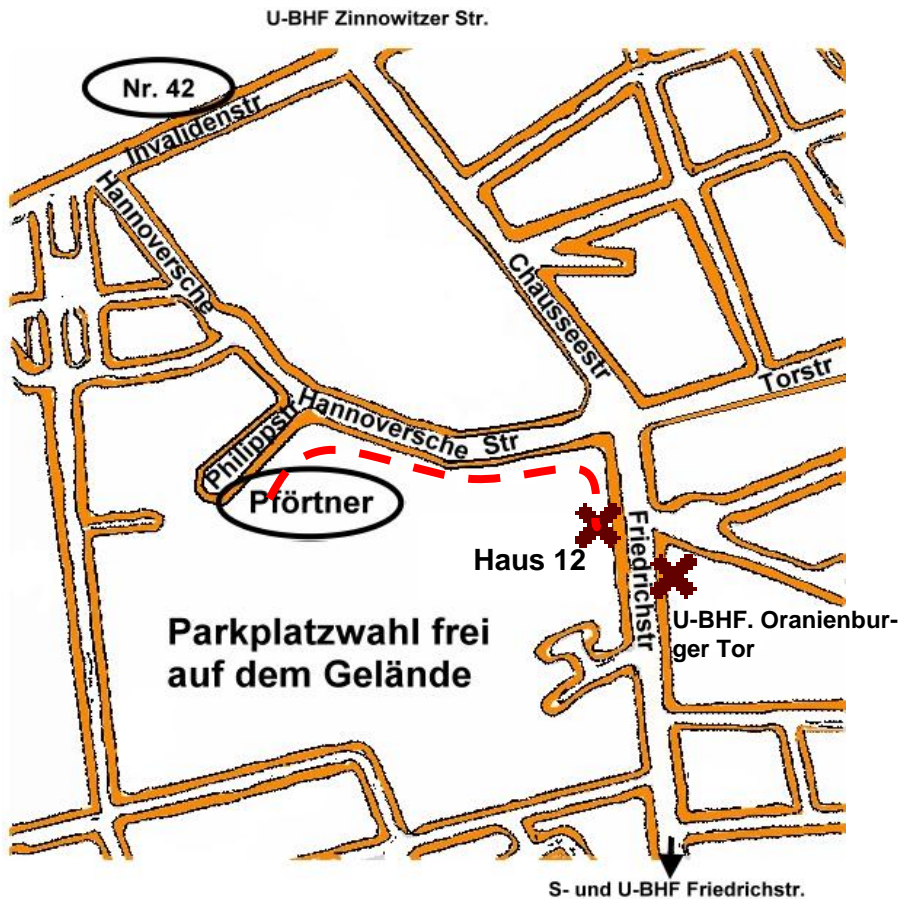 U-BHF Zinnowitzer Str.
Nr. 42
Invalidenstr
Hannoversche
Chausseestr
Torstr
Hannoversche Str
Philippstr
Pförtner
Friedrichstr
Haus 12
U-BHF. Oranienbur-
ger Tor
Parkplatzwahl frei
auf dem Gelände
S- und U-BHF Friedrichstr.